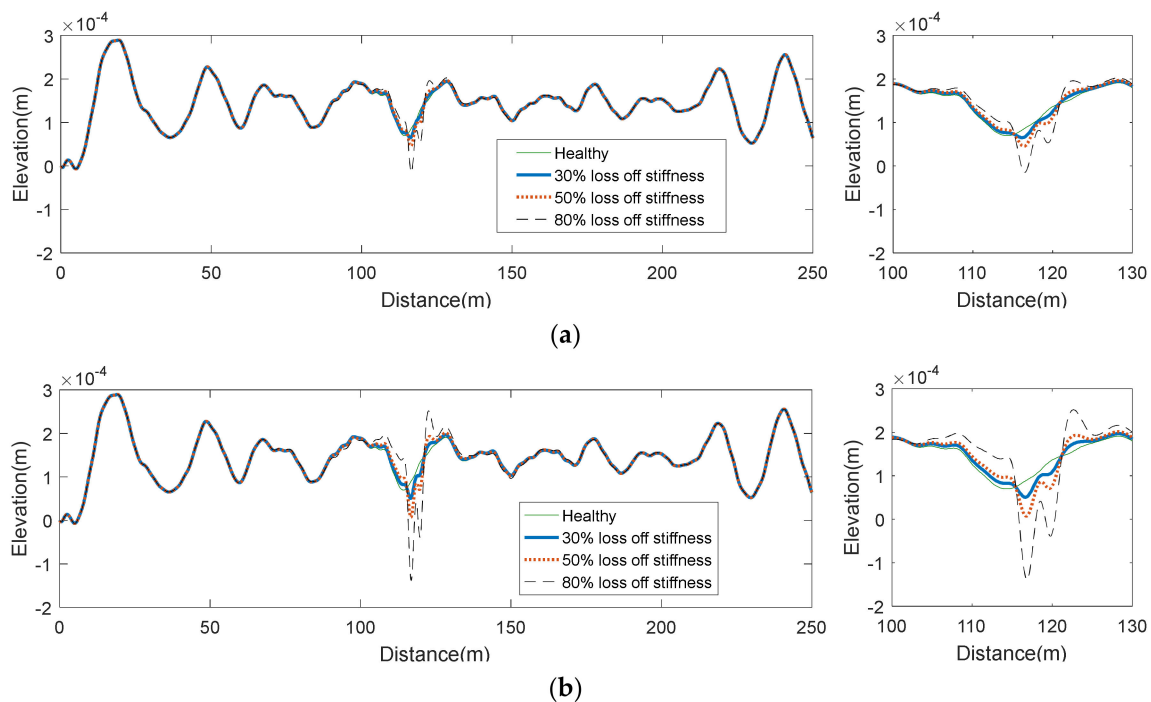 ×10⁻⁴
3
2
1
0
-1
-2
Elevation(m)
0 50 100 150 200 250
Distance(m)
Healthy
30% loss off stiffness
50% loss off stiffness
80% loss off stiffness
×10⁻⁴
3
2
1
0
-1
-2
Elevation(m)
100 110 120 130
Distance(m)
(a)
×10⁻⁴
3
2
1
0
-1
-2
Elevation(m)
0 50 100 150 200 250
Distance(m)
Healthy
30% loss off stiffness
50% loss off stiffness
80% loss off stiffness
×10⁻⁴
3
2
1
0
-1
-2
Elevation(m)
100 110 120 130
Distance(m)
(b)